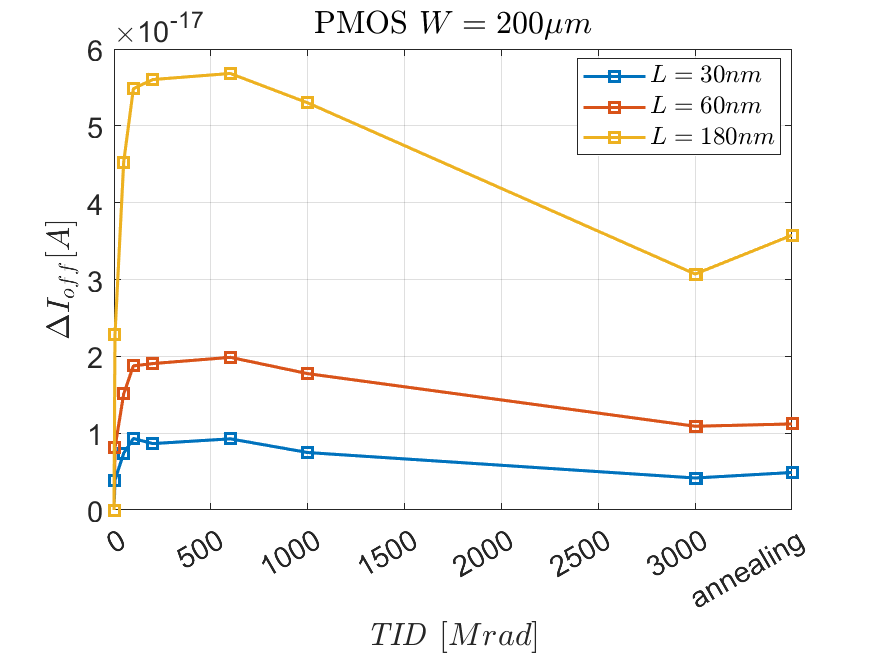 PMOS W = 200μm
×10⁻¹⁷
L = 30nm
L = 60nm
L = 180nm
6
5
4
3
2
1
0
ΔI_off[A]
0 500 1000 1500 2000 2500 3000 annealing
TID [Mrad]